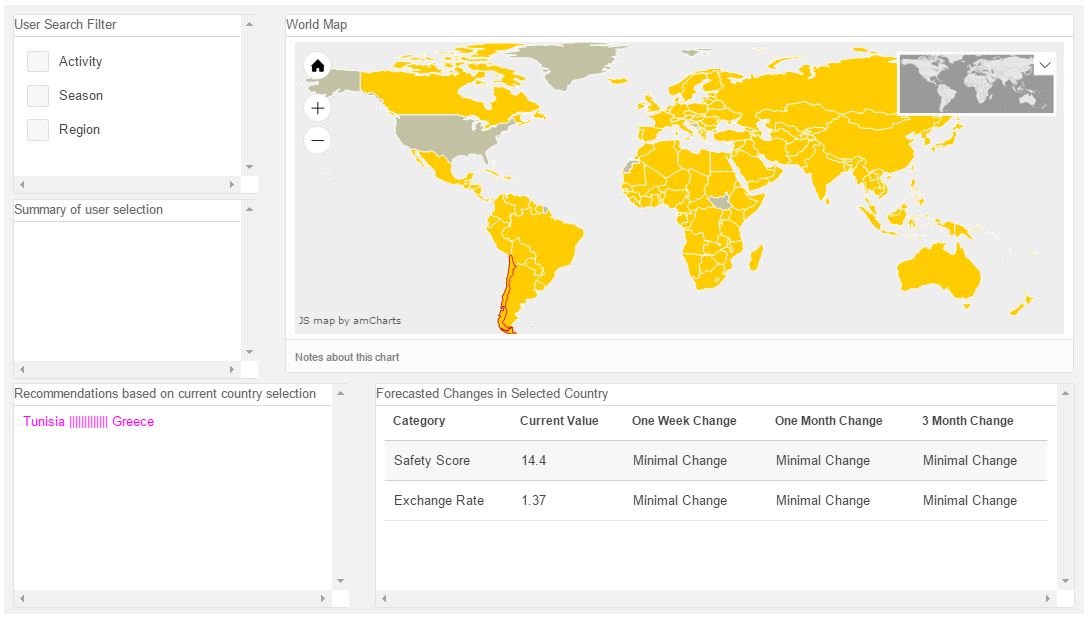 User Search Filter
Activity
Season
Region
Summary of user selection
World Map
JS map by amCharts
Notes about this chart
Recommendations based on current country selection
Tunisia ||||||||||||| Greece
Forecasted Changes in Selected Country
Category Current Value One Week Change One Month Change 3 Month Change
Safety Score 14.4 Minimal Change Minimal Change Minimal Change
Exchange Rate 1.37 Minimal Change Minimal Change Minimal Change